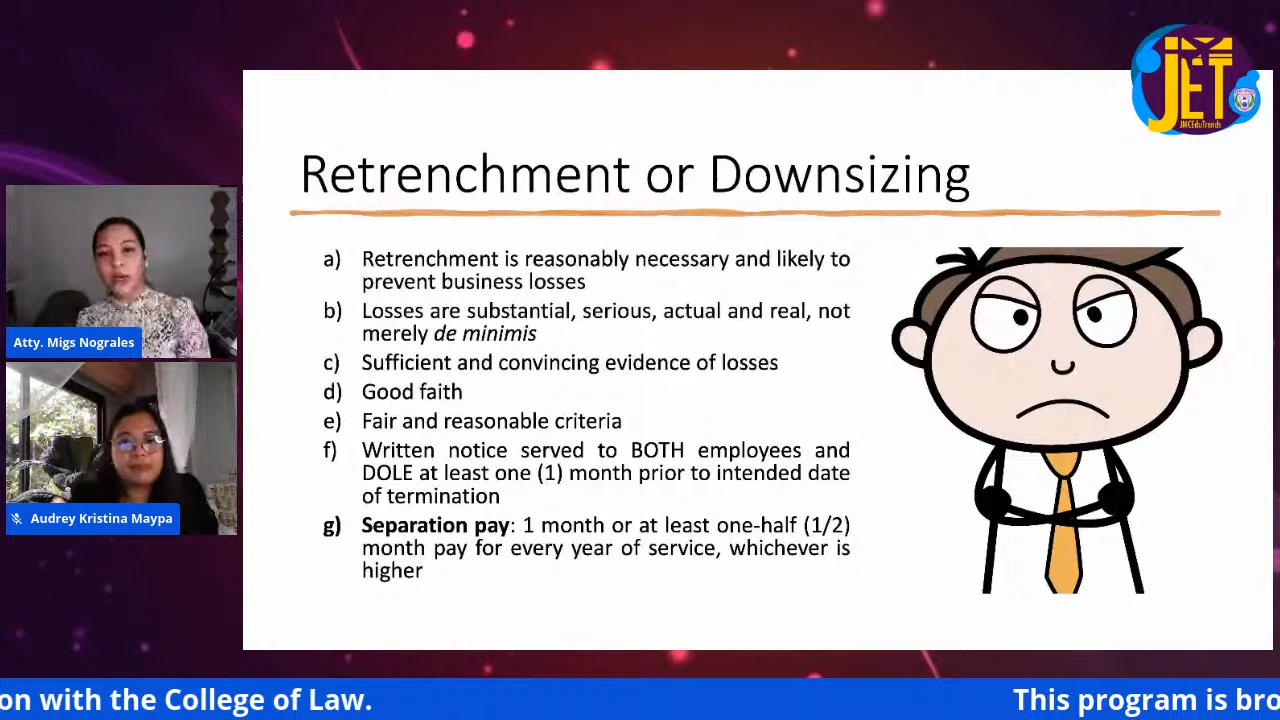 JET
JMCEduTrends
Retrenchment or Downsizing
a) Retrenchment is reasonably necessary and likely to
prevent business losses
b) Losses are substantial, serious, actual and real, not
merely de minimis
c) Sufficient and convincing evidence of losses
d) Good faith
e) Fair and reasonable criteria
f) Written notice served to BOTH employees and
DOLE at least one (1) month prior to intended date
of termination
g) Separation pay: 1 month or at least one-half (1/2)
month pay for every year of service, whichever is
higher
Atty. Migs Nograles
Audrey Kristina Maypa
on with the College of Law.
This program is bro